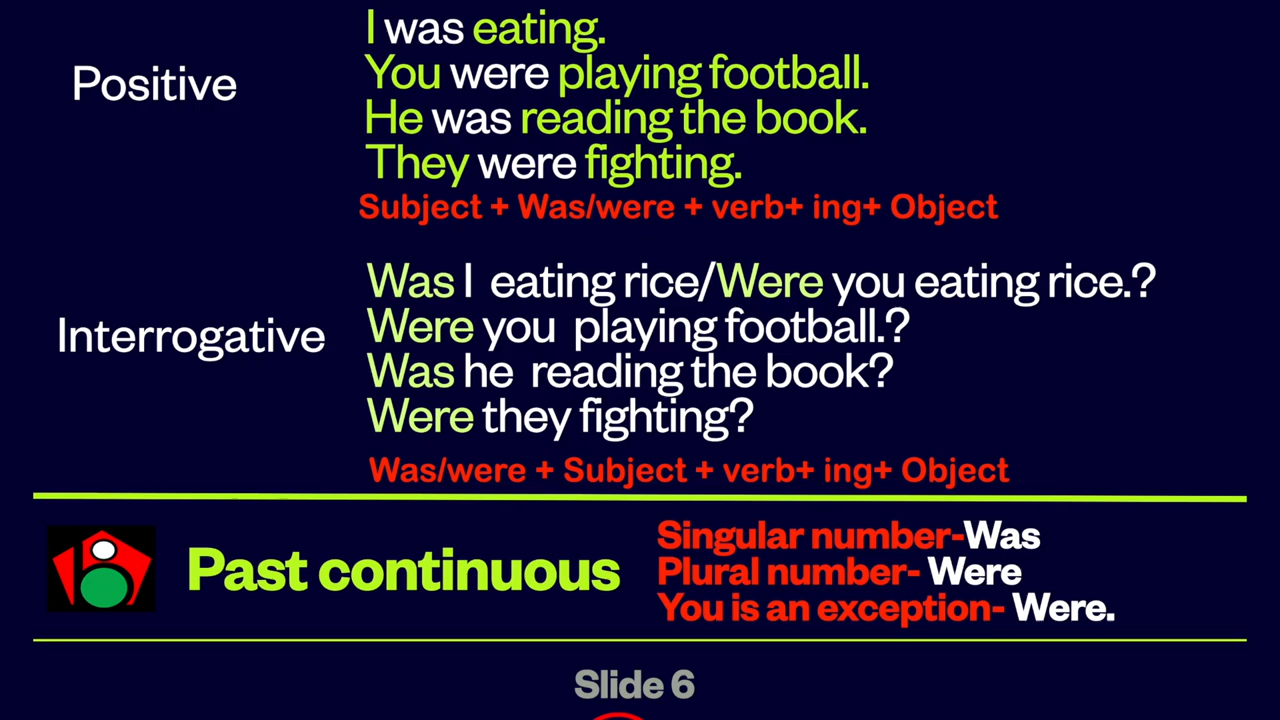 Positive
I was eating.
You were playing football.
He was reading the book.
They were fighting.
Subject + Was/were + verb+ ing+ Object
Interrogative
Was I eating rice/Were you eating rice.?
Were you playing football.?
Was he reading the book?
Were they fighting?
Was/were + Subject + verb+ ing+ Object
Past continuous
Singular number-Was
Plural number- Were
You is an exception- Were.
Slide 6